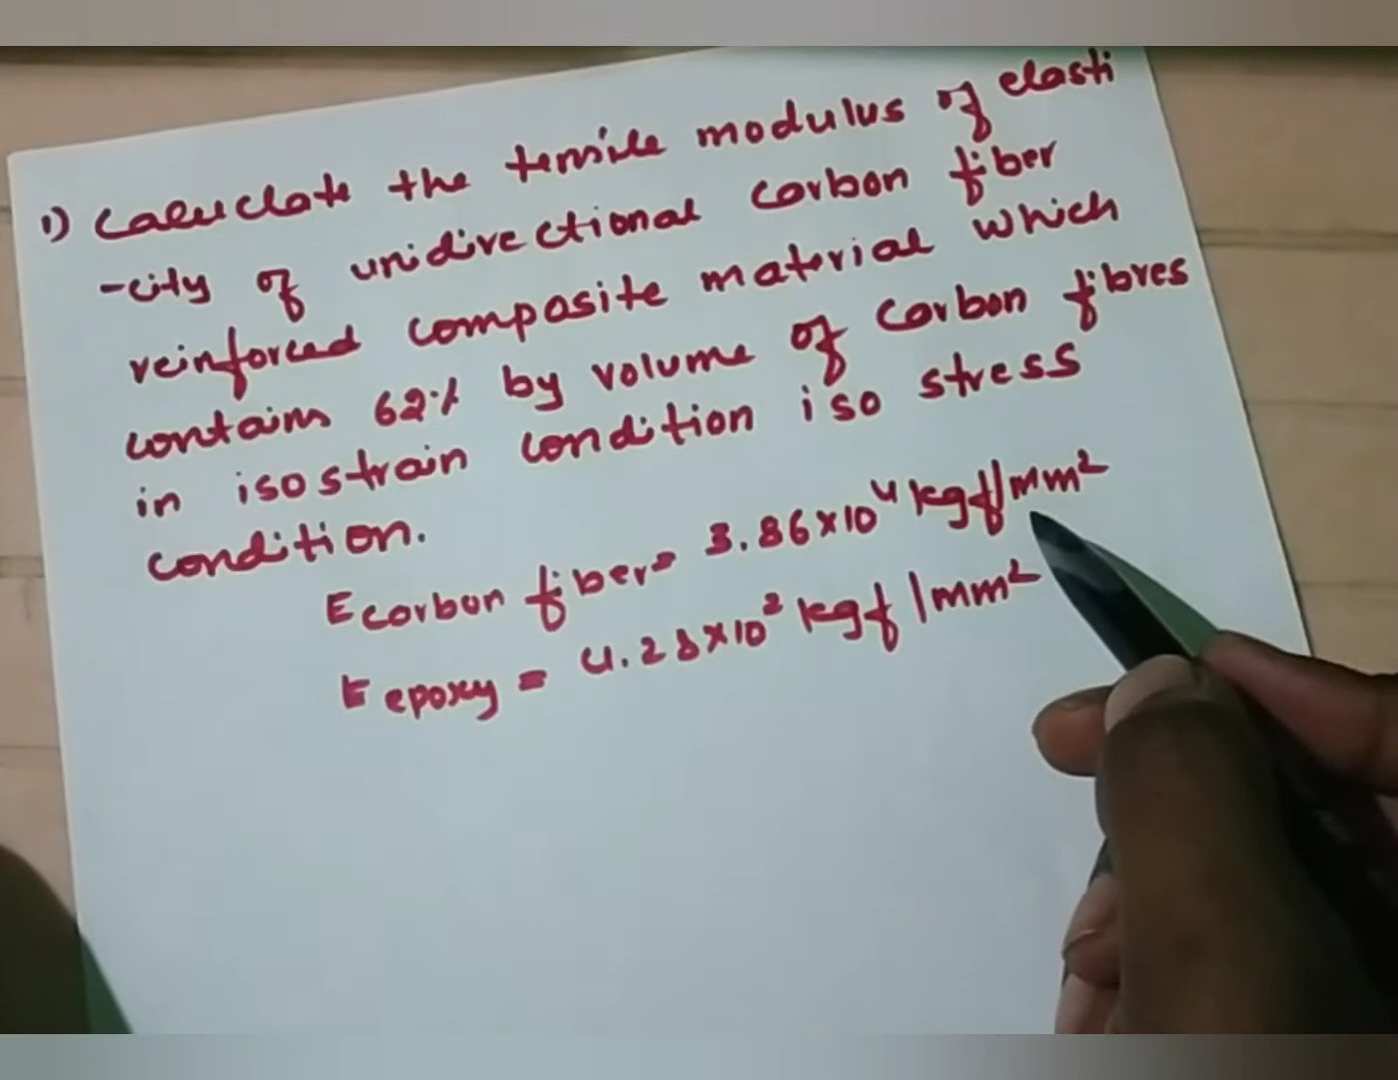 1) Caluclate the tensile modulus of elasti
-city of unidirectional carbon fiber
reinforced composite material which
contains 62% by volume of carbon fibres
in isostrain condition iso stress
condition.
E carbon fiber = 3.86×10⁴ kgf/mm²
E epoxy = 4.28×10² kgf/mm²